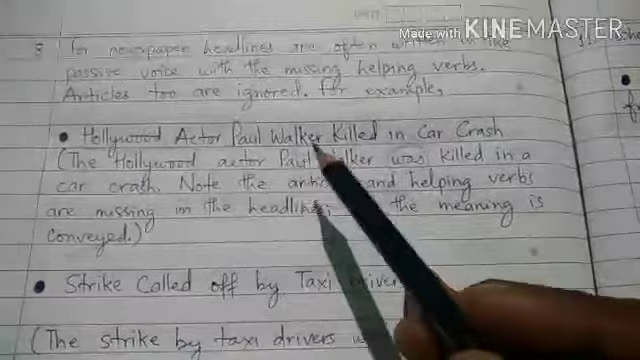 Made with KINEMASTER
8 For newspaper headlines are often written in the
passive voice with the missing helping verbs.
Articles too are ignored. For example,
• Hollywood Actor Paul Walker Killed in Car Crash
(The Hollywood actor Paul Walker was killed in a
car crash. Note the and helping verbs
are missing in the headlines; the meaning is
conveyed.)
• Strike Called off by Taxi Drivers
(The strike by taxi drivers